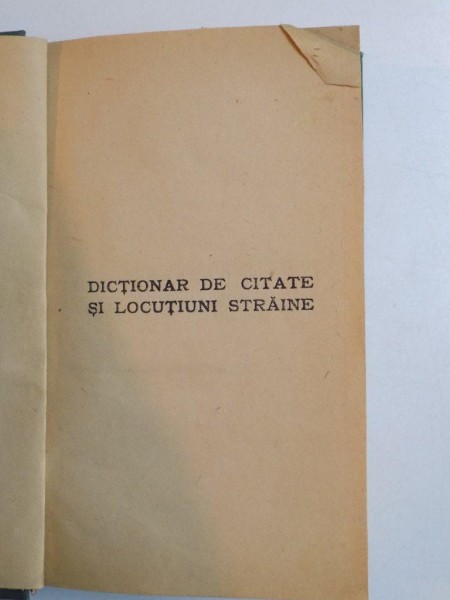 DICȚIONAR DE CITATE
ȘI LOCUȚIUNI STRĂINE